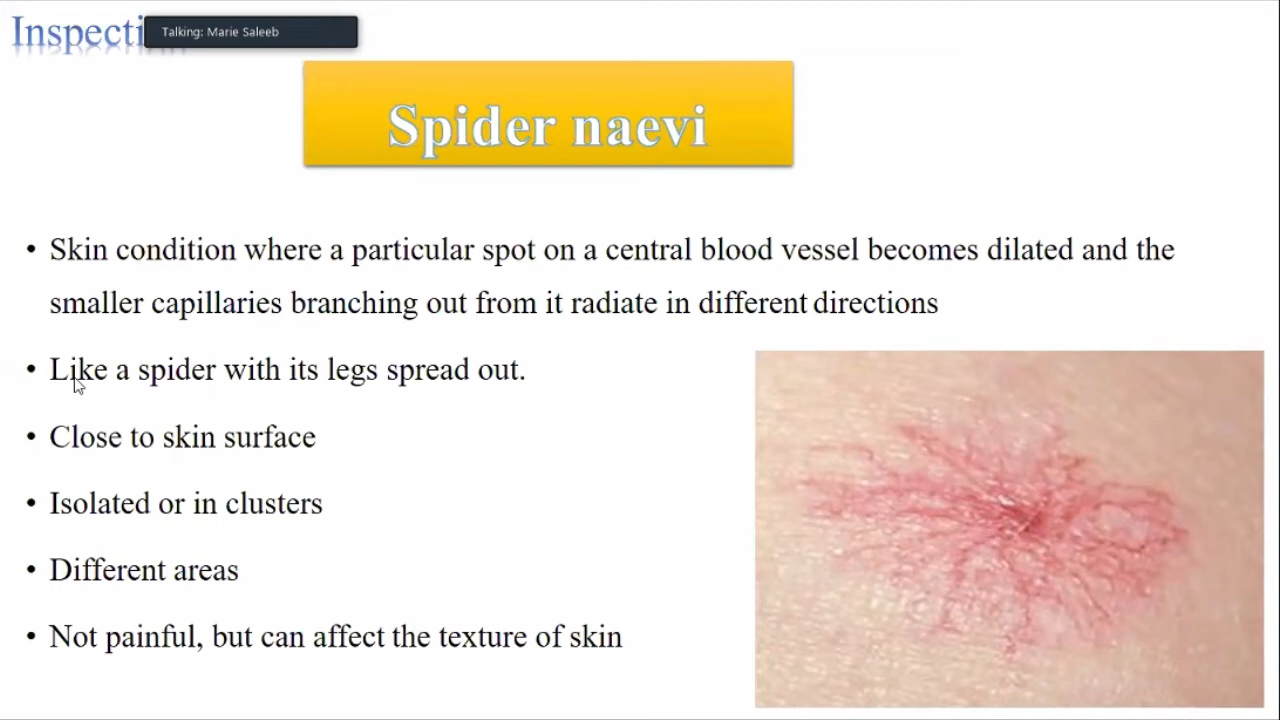 Talking: Marie Saleeb
Spider naevi
• Skin condition where a particular spot on a central blood vessel becomes dilated and the
smaller capillaries branching out from it radiate in different directions
• Like a spider with its legs spread out.
• Close to skin surface
• Isolated or in clusters
• Different areas
• Not painful, but can affect the texture of skin